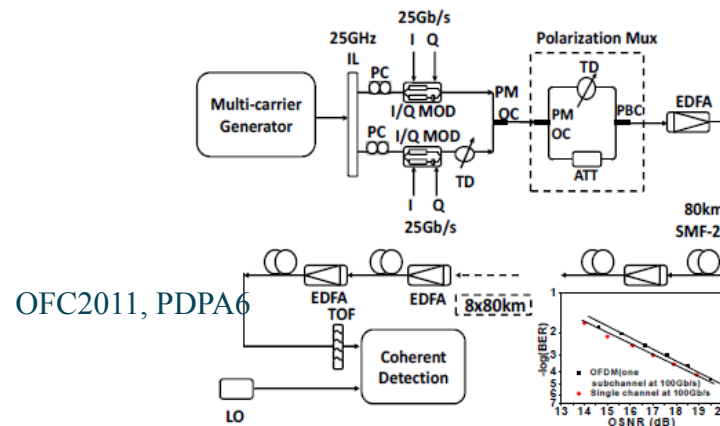 25Gb/s
I Q
25GHz
IL
PC
I/Q MOD
Multi-carrier
Generator
PM
OC
I/Q MOD
PC
TD
I Q
25Gb/s
Polarization Mux
TD
PM
OC
PBC
ATT
EDFA
80km
SMF-2
EDFA
EDFA
8x80km
OFC2011, PDPA6
TOF
Coherent
Detection
LO
-log(BER)
1
2
3
4
5
6
7
OFDM(one
subchannel at 100Gb/s)
Single channel at 100Gb/s
13 14 15 16 17 18 19 2
OSNR (dB)